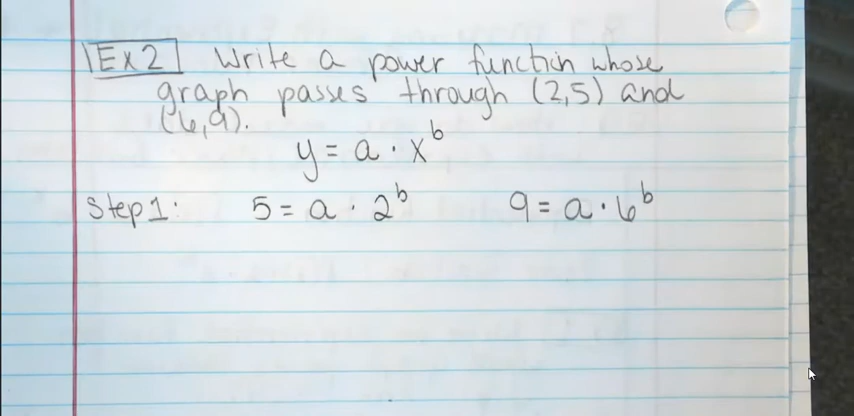 Ex 2 Write a power function whose
graph passes through (2,5) and
(6,9).
y = a · x^b
Step 1: 5 = a · 2^b 9 = a · 6^b